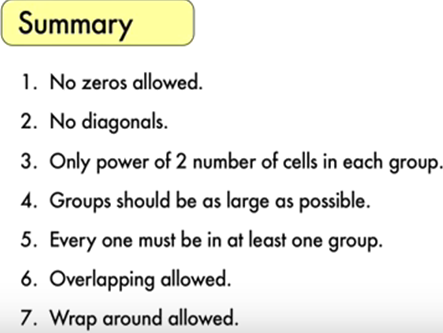 Summary
1. No zeros allowed.
2. No diagonals.
3. Only power of 2 number of cells in each group.
4. Groups should be as large as possible.
5. Every one must be in at least one group.
6. Overlapping allowed.
7. Wrap around allowed.